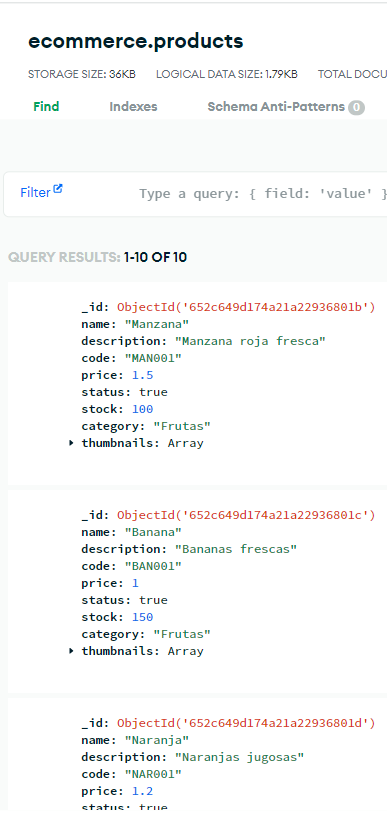 ecommerce.products
STORAGE SIZE: 36KB LOGICAL DATA SIZE: 1.79KB TOTAL DOCU
Find Indexes Schema Anti-Patterns 0
Filter Type a query: { field: 'value' }
QUERY RESULTS: 1-10 OF 10
_id: ObjectId('652c649d174a21a22936801b')
name: "Manzana"
description: "Manzana roja fresca"
code: "MAN001"
price: 1.5
status: true
stock: 100
category: "Frutas"
thumbnails: Array
_id: ObjectId('652c649d174a21a22936801c')
name: "Banana"
description: "Bananas frescas"
code: "BAN001"
price: 1
status: true
stock: 150
category: "Frutas"
thumbnails: Array
_id: ObjectId('652c649d174a21a22936801d')
name: "Naranja"
description: "Naranjas jugosas"
code: "NAR001"
price: 1.2
status: true